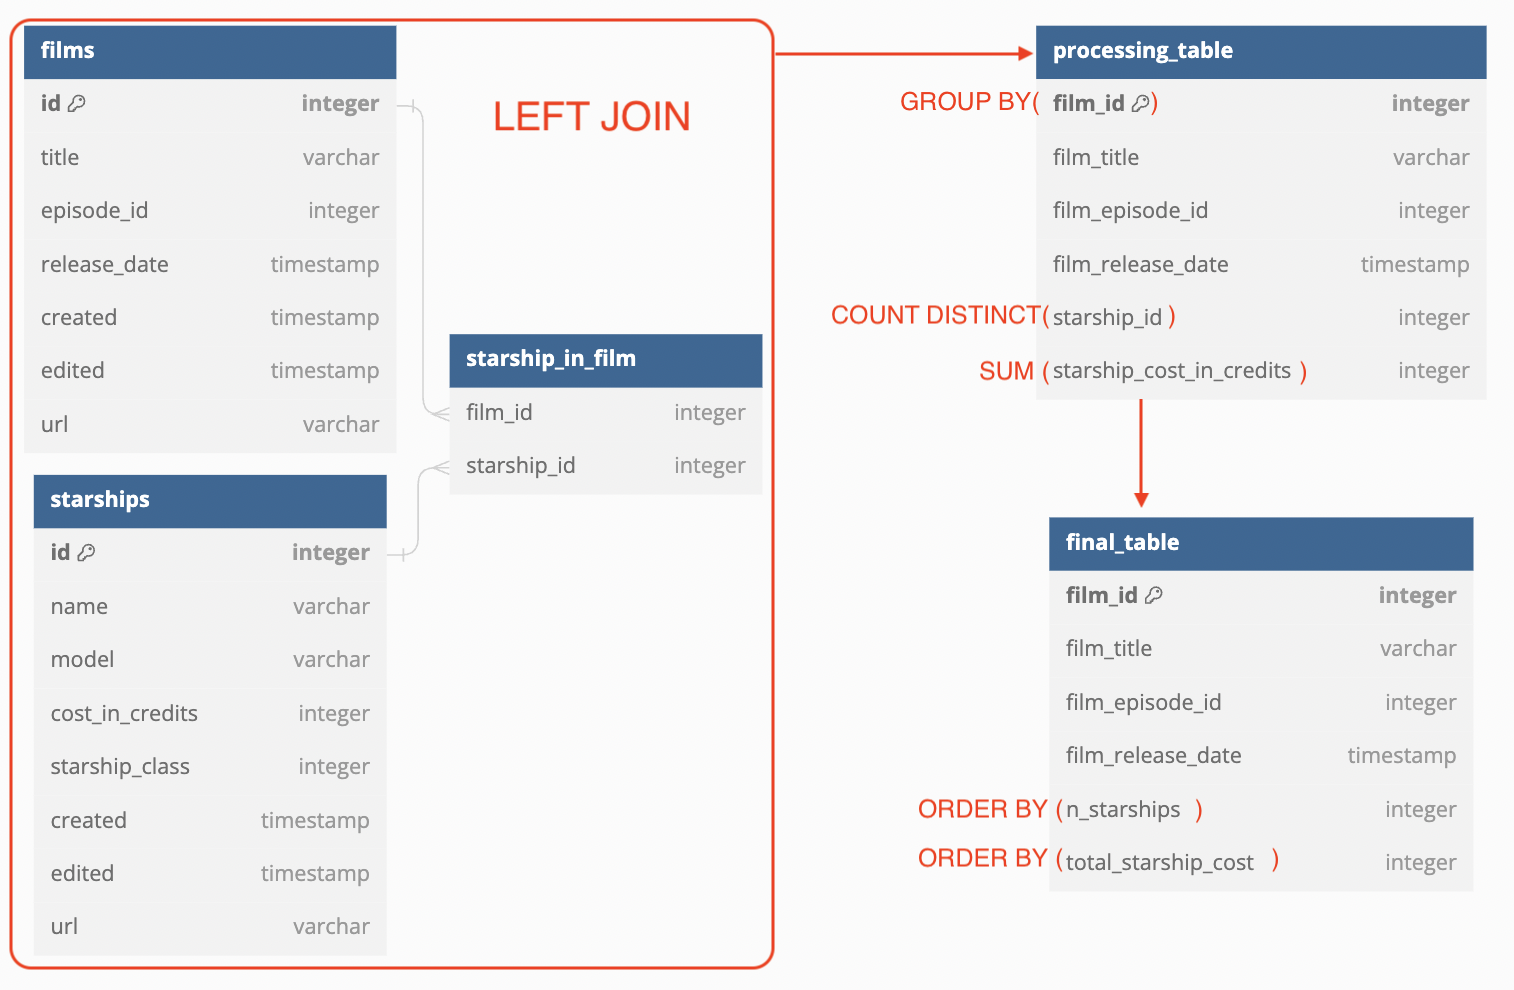 films
id integer
title varchar
episode_id integer
release_date timestamp
created timestamp
edited timestamp
url varchar
LEFT JOIN
starship_in_film
film_id integer
starship_id integer
starships
id integer
name varchar
model varchar
cost_in_credits integer
starship_class integer
created timestamp
edited timestamp
url varchar
processing_table
GROUP BY( film_id ) integer
film_title varchar
film_episode_id integer
film_release_date timestamp
COUNT DISTINCT( starship_id ) integer
SUM ( starship_cost_in_credits ) integer
final_table
film_id integer
film_title varchar
film_episode_id integer
film_release_date timestamp
ORDER BY ( n_starships ) integer
ORDER BY ( total_starship_cost ) integer